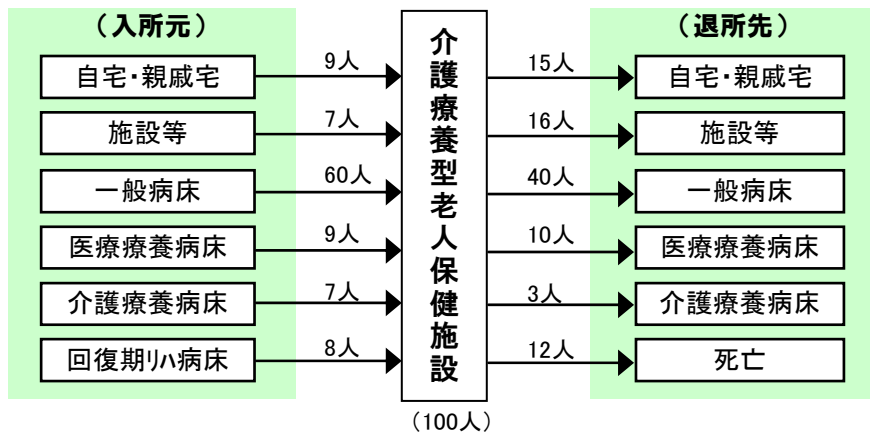 （入所元）
自宅・親戚宅
施設等
一般病床
医療療養病床
介護療養病床
回復期リハ病床
9人
7人
60人
9人
7人
8人
介護療養型老人保健施設
（100人）
15人
16人
40人
10人
3人
12人
（退所先）
自宅・親戚宅
施設等
一般病床
医療療養病床
介護療養病床
死亡